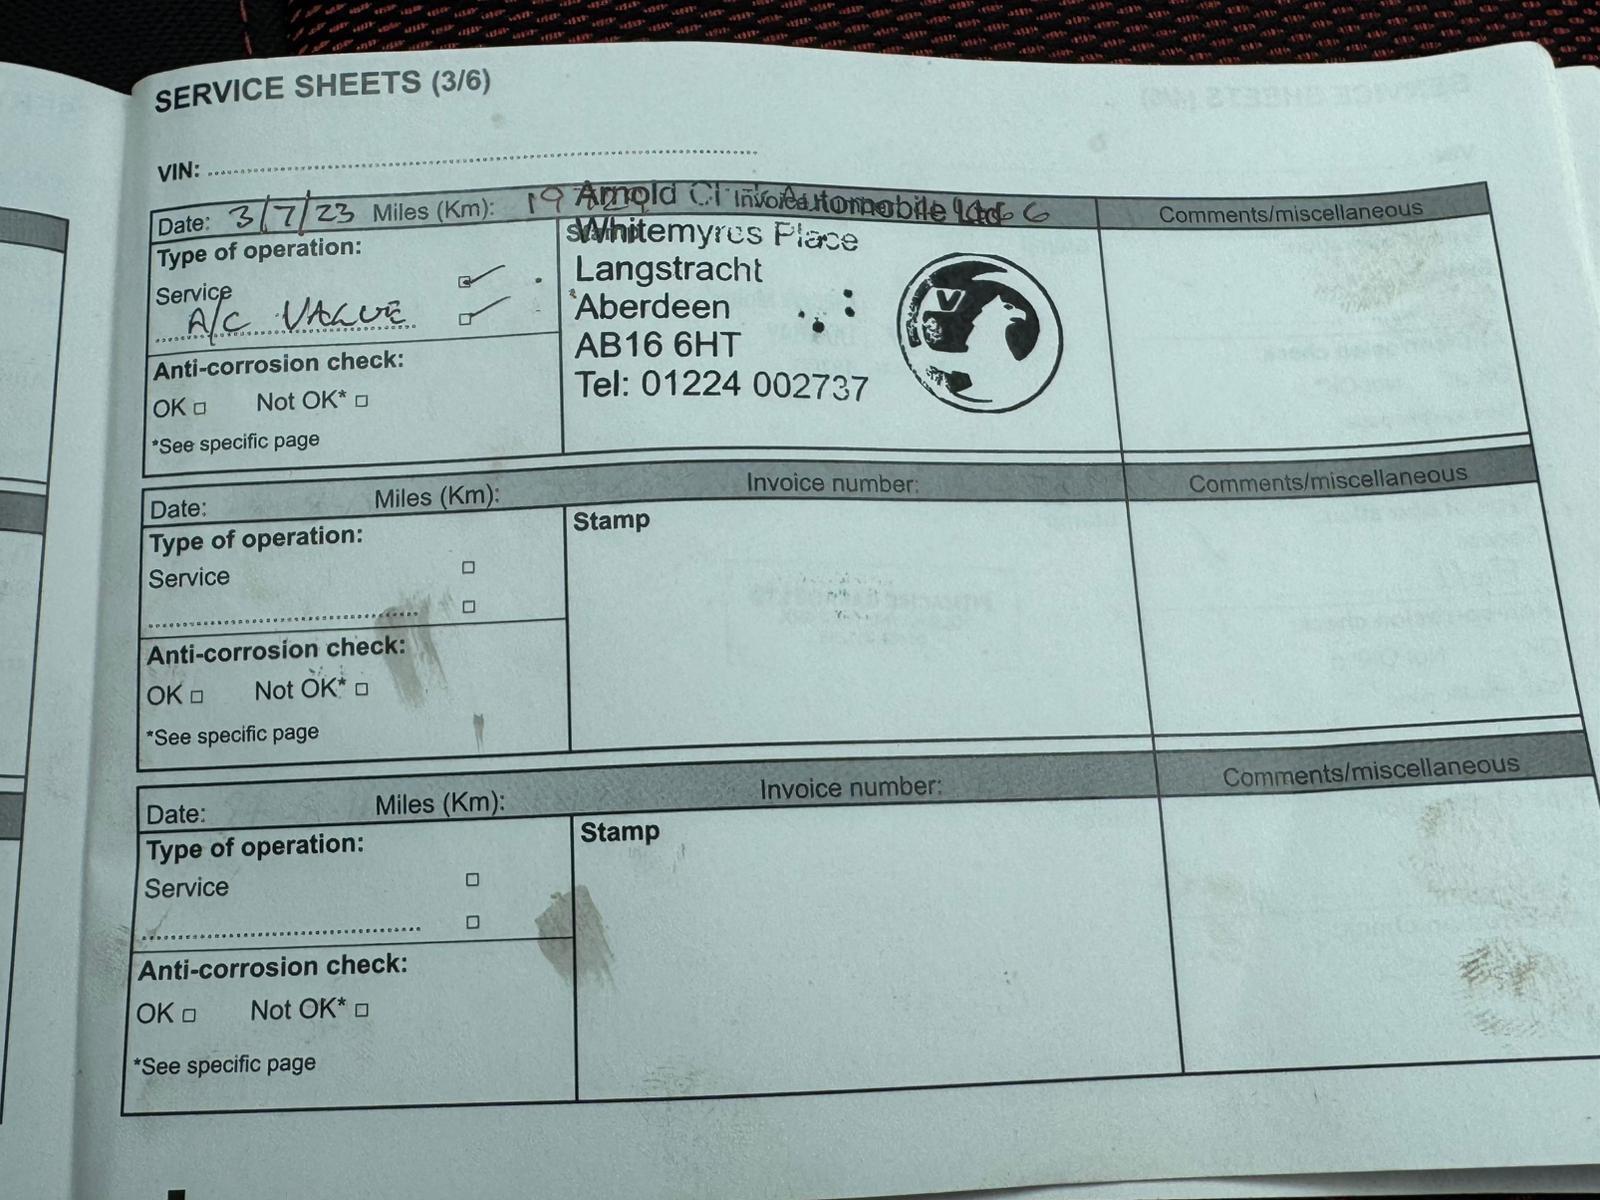 SERVICE SHEETS (3/6)
VIN:
Date: 3/7/23 Miles (Km): Arnold Automobile Ltd
Comments/miscellaneous
Type of operation:
Service
A/C VALUE
Anti-corrosion check:
OK Not OK*
*See specific page
Whitemyres Place
Langstracht
Aberdeen
AB16 6HT
Tel: 01224 002737
Date: Miles (Km): Invoice number:
Comments/miscellaneous
Type of operation:
Service
Anti-corrosion check:
OK Not OK*
*See specific page
Stamp
Date: Miles (Km): Invoice number:
Comments/miscellaneous
Type of operation:
Service
Anti-corrosion check:
OK Not OK*
*See specific page
Stamp